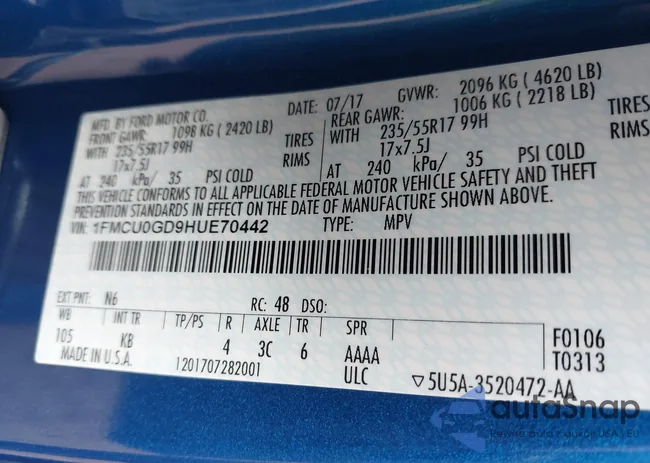 MFD. BY FORD MOTOR CO. DATE: 07/17 GVWR: 2096 KG ( 4620 LB)
FRONT GAWR: 1098 KG ( 2420 LB) REAR GAWR: 1006 KG ( 2218 LB)
WITH 235/55R17 99H TIRES WITH 235/55R17 99H TIRES
17x7.5J RIMS 17x7.5J RIMS
AT 240 kPa/ 35 PSI COLD AT 240 kPa/ 35 PSI COLD
THIS VEHICLE CONFORMS TO ALL APPLICABLE FEDERAL MOTOR VEHICLE SAFETY AND THEFT
PREVENTION STANDARDS IN EFFECT ON THE DATE OF MANUFACTURE SHOWN ABOVE.
VIN: 1FMCU0GD9HUE70442 TYPE: MPV
EXT PNT: N6 RC: 48 DSO:
WB INT TR TP/PS R AXLE TR SPR F0106
105 KB 4 3C 6 AAAA T0313
MADE IN U.S.A. 1201707282001 ULC ▽5U5A-3520472-AA
autoSnap